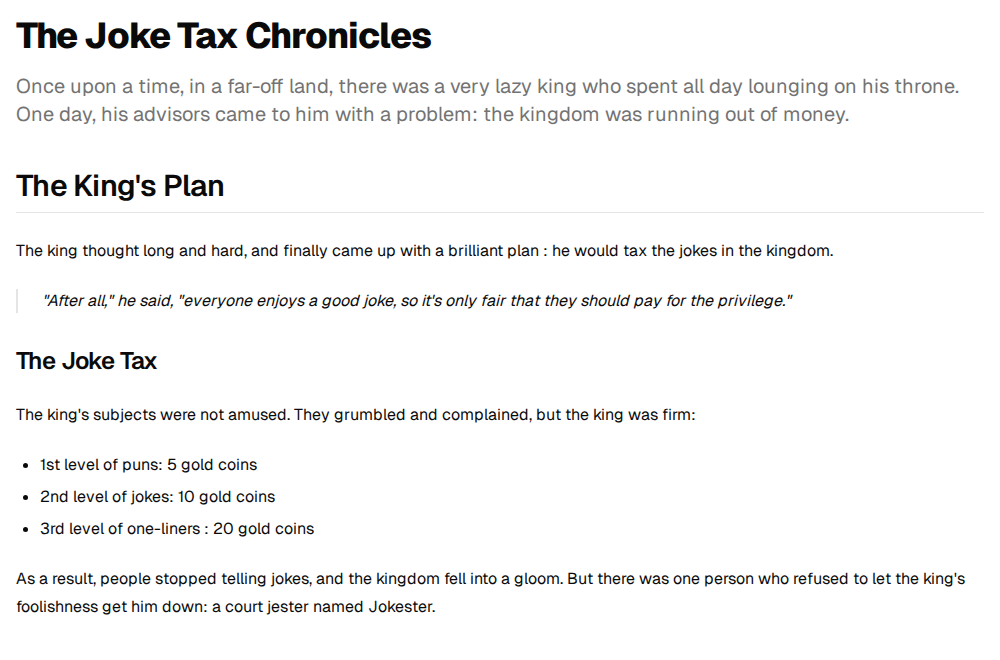 The Joke Tax Chronicles
Once upon a time, in a far-off land, there was a very lazy king who spent all day lounging on his throne.
One day, his advisors came to him with a problem: the kingdom was running out of money.
The King's Plan
The king thought long and hard, and finally came up with a brilliant plan : he would tax the jokes in the kingdom.
"After all," he said, "everyone enjoys a good joke, so it's only fair that they should pay for the privilege."
The Joke Tax
The king's subjects were not amused. They grumbled and complained, but the king was firm:
• 1st level of puns: 5 gold coins
• 2nd level of jokes: 10 gold coins
• 3rd level of one-liners : 20 gold coins
As a result, people stopped telling jokes, and the kingdom fell into a gloom. But there was one person who refused to let the king's
foolishness get him down: a court jester named Jokester.